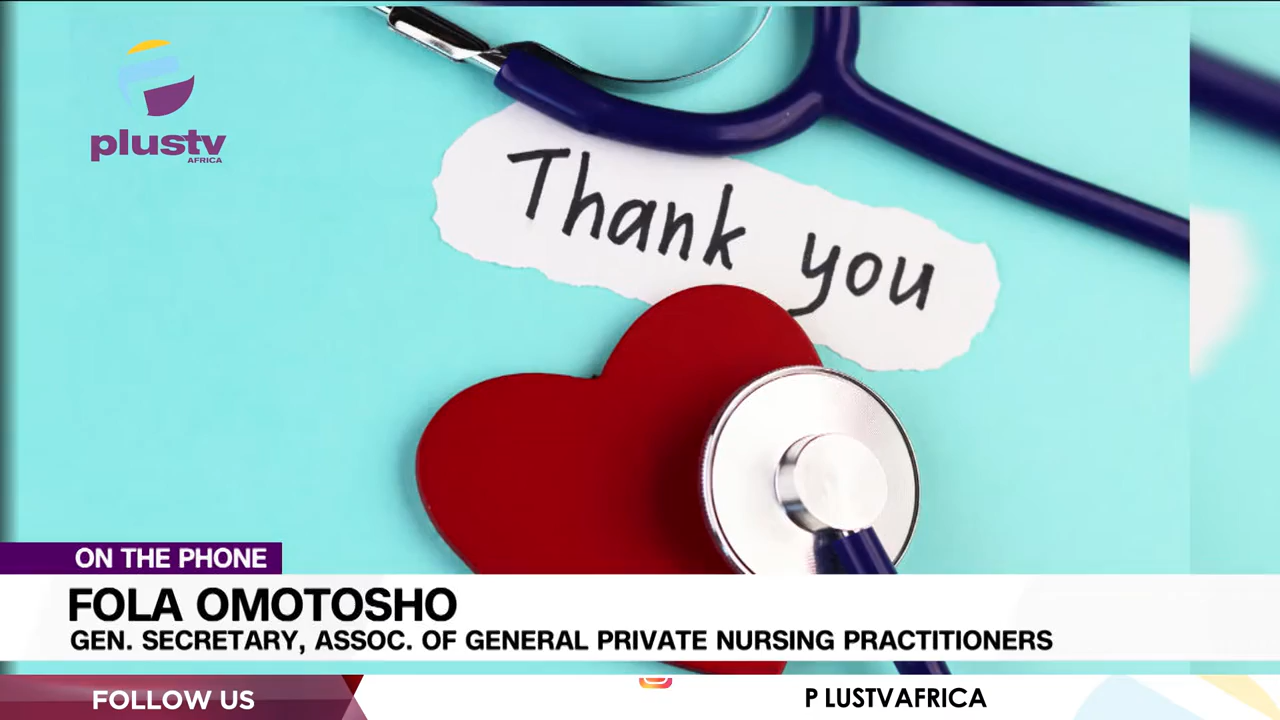 plustv
AFRICA
Thank you
ON THE PHONE
FOLA OMOTOSHO
GEN. SECRETARY, ASSOC. OF GENERAL PRIVATE NURSING PRACTITIONERS
FOLLOW US
P LUSTVAFRICA